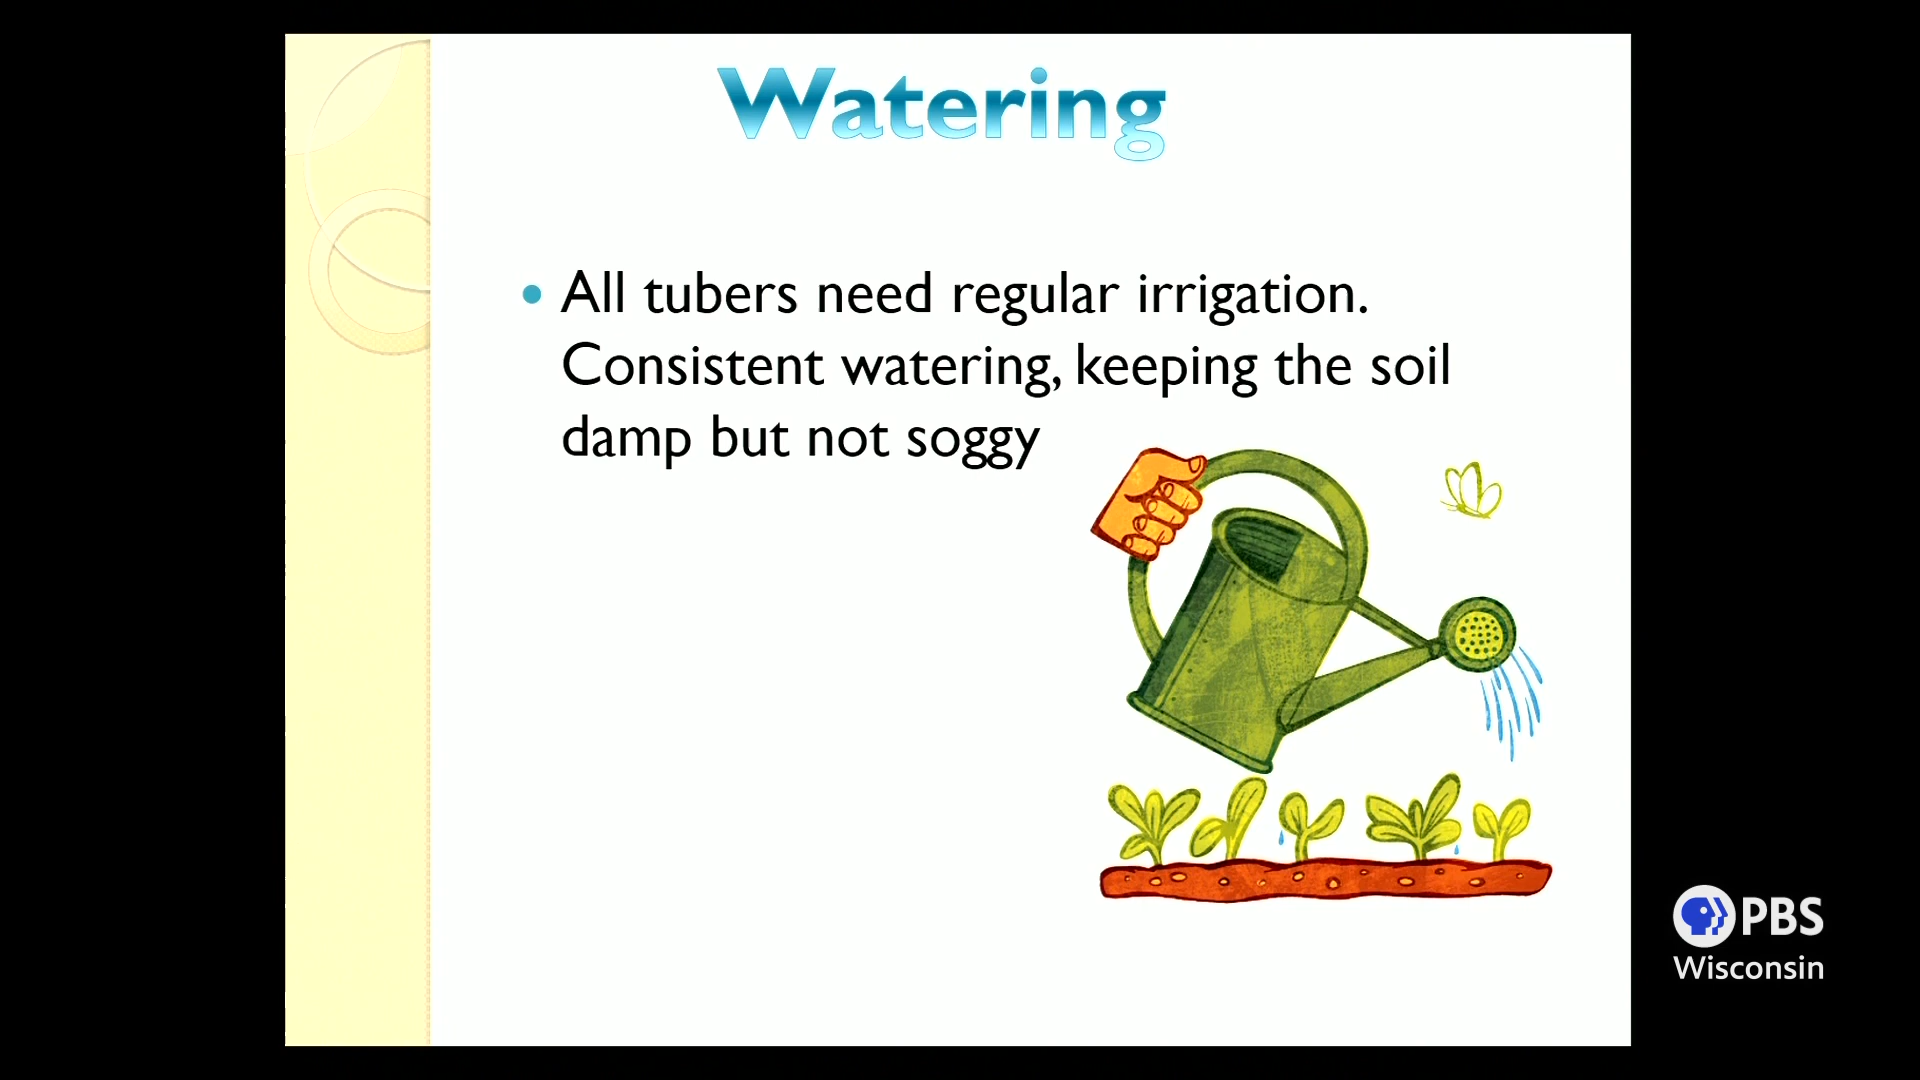 Watering
• All tubers need regular irrigation.
Consistent watering, keeping the soil
damp but not soggy
PBS
Wisconsin